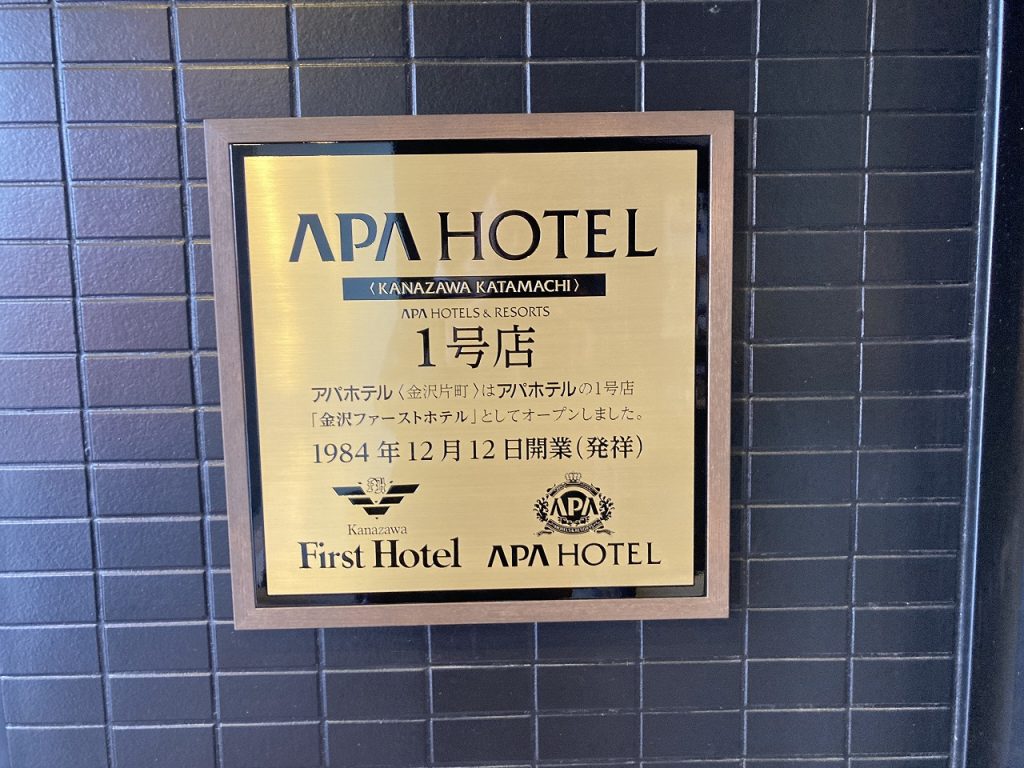 APA HOTEL
〈KANAZAWA KATAMACHI〉
APA HOTELS & RESORTS
1号店
アパホテル〈金沢片町〉はアパホテルの1号店
「金沢ファーストホテル」としてオープンしました。
1984年12月12日開業(発祥)
Kanazawa
First Hotel
APA
APA HOTEL